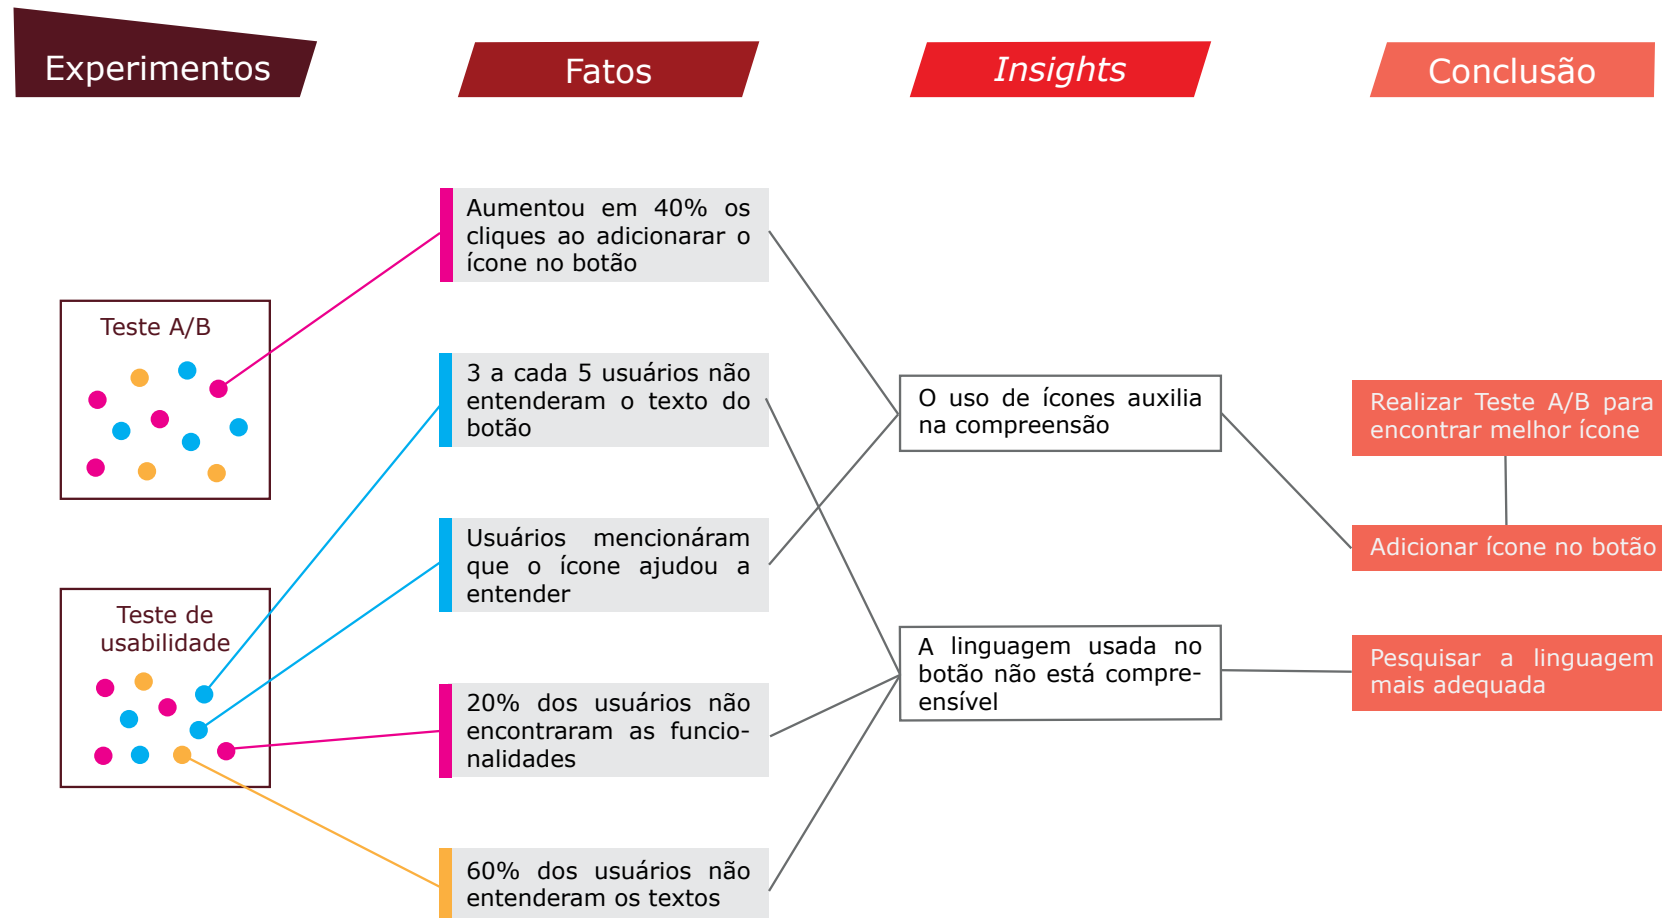 Experimentos
Fatos
Insights
Conclusão
Teste A/B
Teste de
usabilidade
Aumentou em 40% os
cliques ao adicionarar o
ícone no botão
3 a cada 5 usuários não
entenderam o texto do
botão
Usuários mencionáram
que o ícone ajudou a
entender
20% dos usuários não
encontraram as funcio-
nalidades
60% dos usuários não
entenderam os textos
O uso de ícones auxilia
na compreensão
A linguagem usada no
botão não está compre-
ensível
Realizar Teste A/B para
encontrar melhor ícone
Adicionar ícone no botão
Pesquisar a linguagem
mais adequada